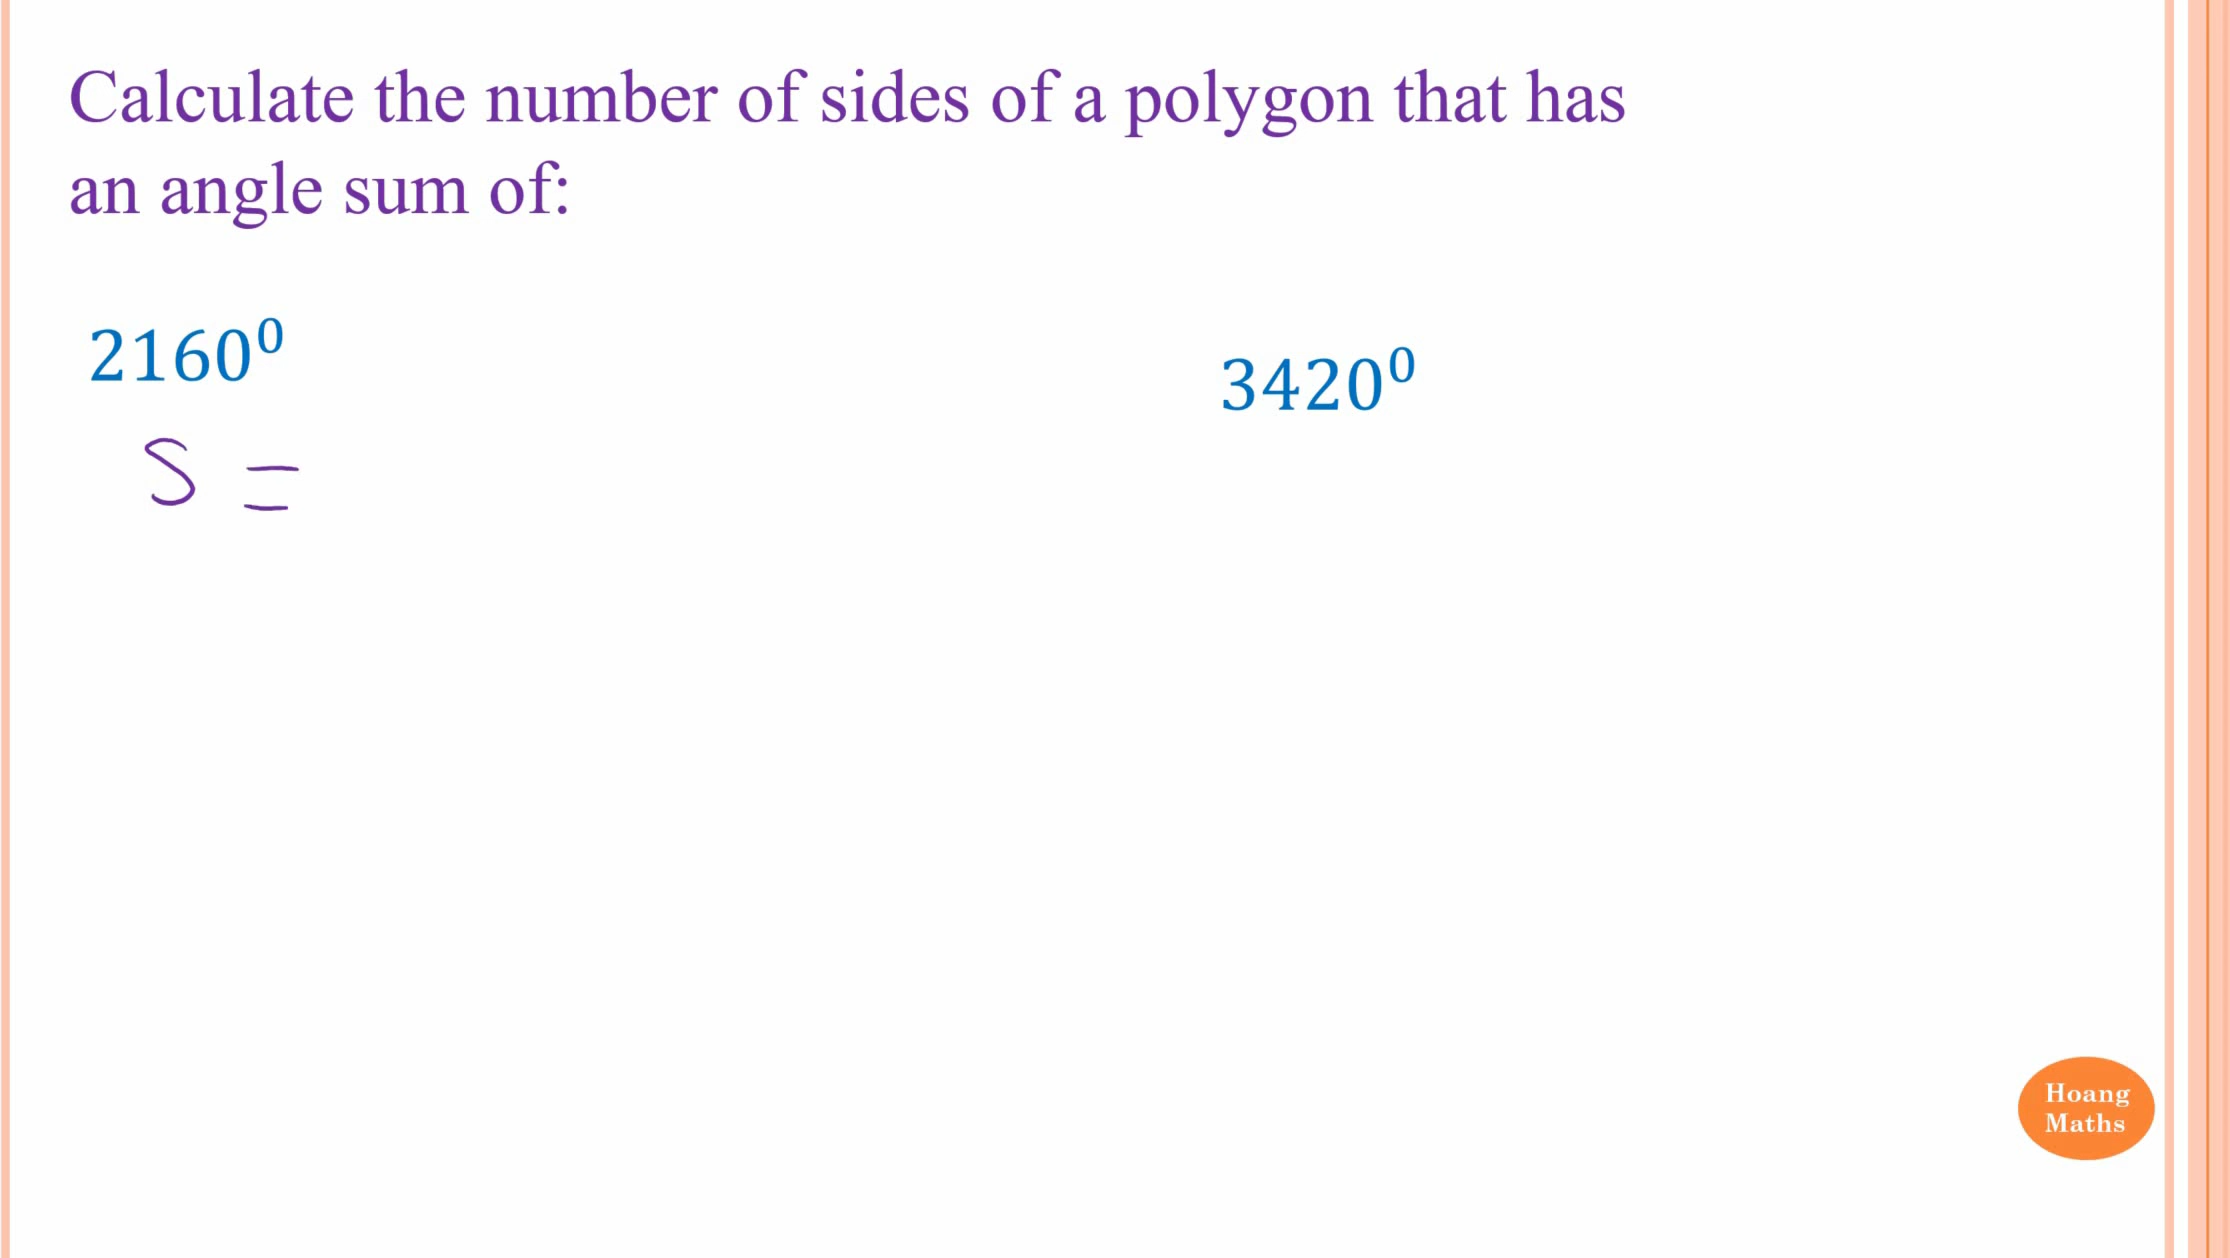 Calculate the number of sides of a polygon that has
an angle sum of:
2160⁰
3420⁰
S =
Hoang
Maths